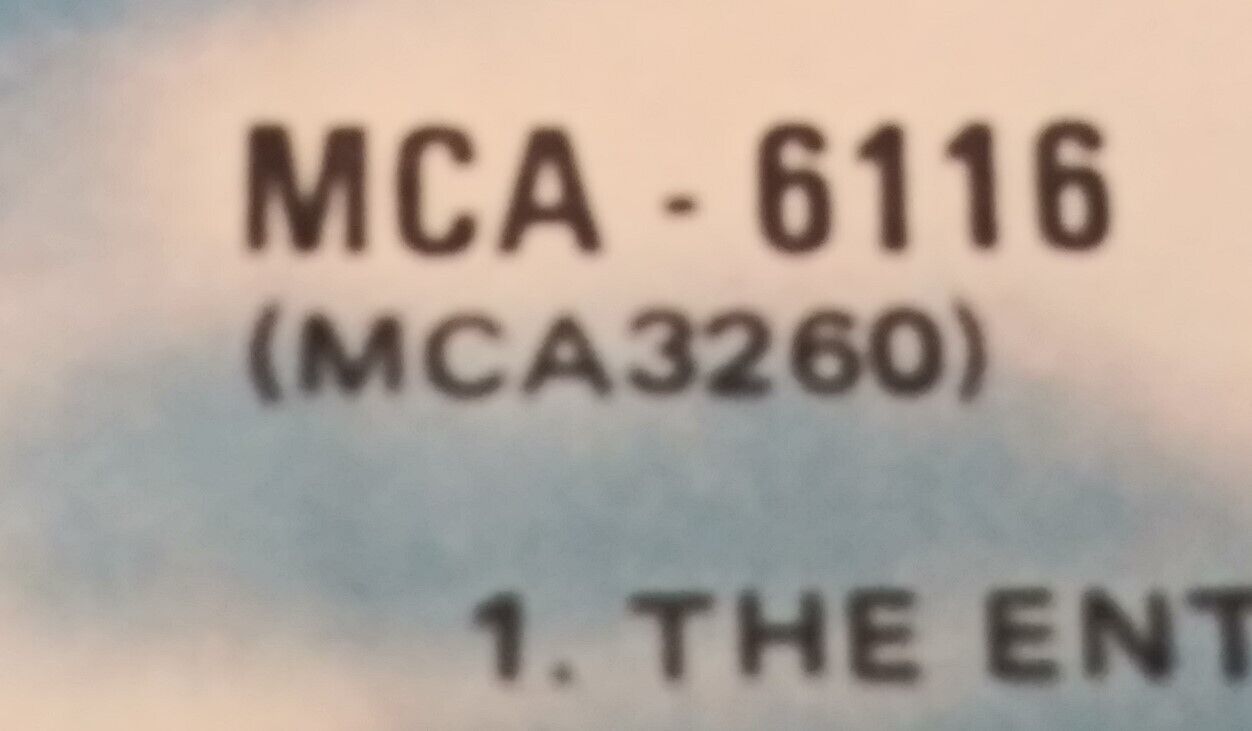 MCA - 6116
(MCA3260)
1. THE ENT